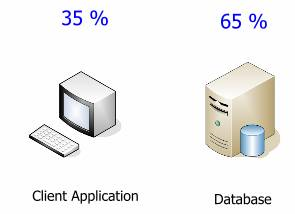 35 %
65 %
Client Application
Database